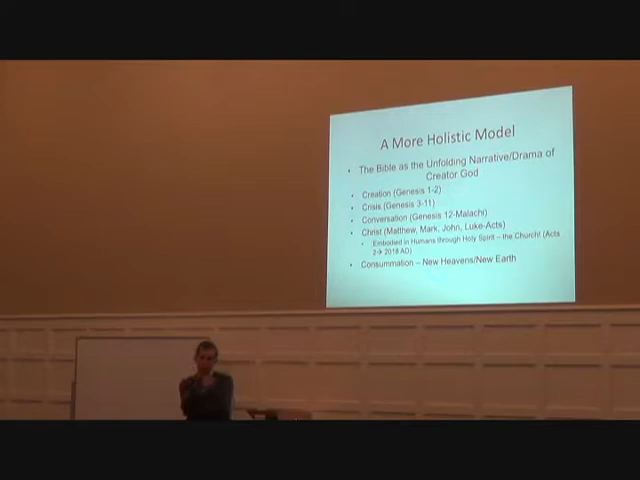 A More Holistic Model
• The Bible as the Unfolding Narrative/Drama of
Creator God
• Creation (Genesis 1-2)
• Crisis (Genesis 3-11)
• Conversation (Genesis 12-Malachi)
• Christ (Matthew, Mark, John, Luke-Acts)
• Embodied in Humans through Holy Spirit – the Church! (Acts
2→ 2018 AD)
• Consummation – New Heavens/New Earth